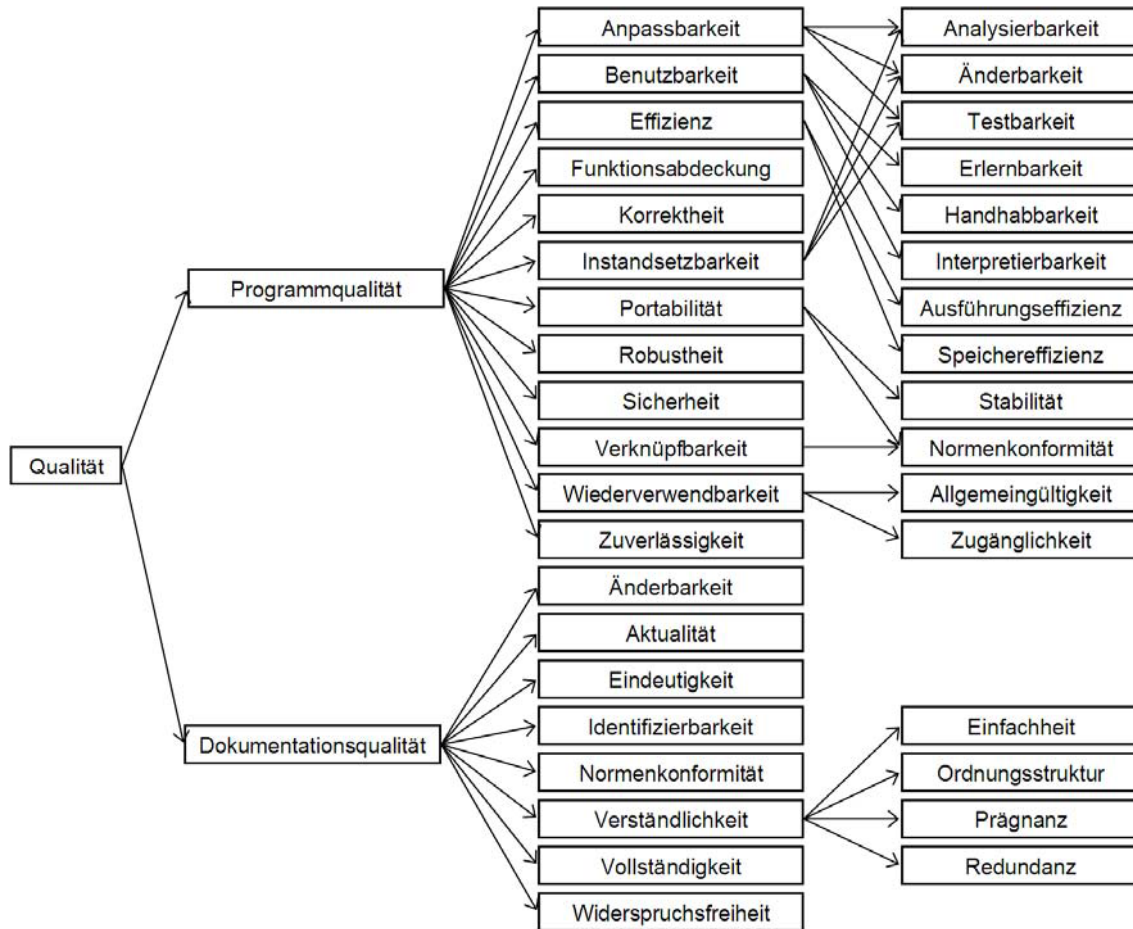 Anpassbarkeit
Analysierbarkeit
Benutzbarkeit
Änderbarkeit
Effizienz
Testbarkeit
Funktionsabdeckung
Erlernbarkeit
Korrektheit
Handhabbarkeit
Instandsetzbarkeit
Interpretierbarkeit
Programmqualität
Portabilität
Ausführungseffizienz
Robustheit
Speichereffizienz
Sicherheit
Stabilität
Verknüpfbarkeit
Normenkonformität
Qualität
Wiederverwendbarkeit
Allgemeingültigkeit
Zuverlässigkeit
Zugänglichkeit
Änderbarkeit
Aktualität
Eindeutigkeit
Identifizierbarkeit
Einfachheit
Dokumentationsqualität
Normenkonformität
Ordnungsstruktur
Verständlichkeit
Prägnanz
Vollständigkeit
Redundanz
Widerspruchsfreiheit